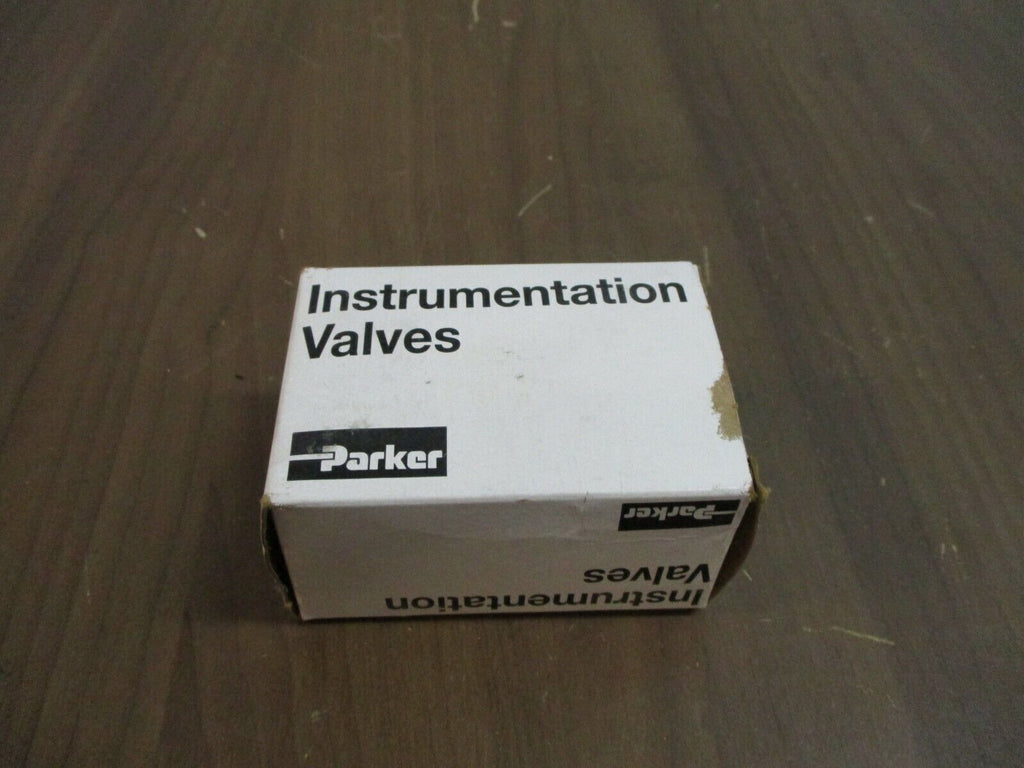 Instrumentation
Valves
Parker
Parker
Valves
Instrumentation